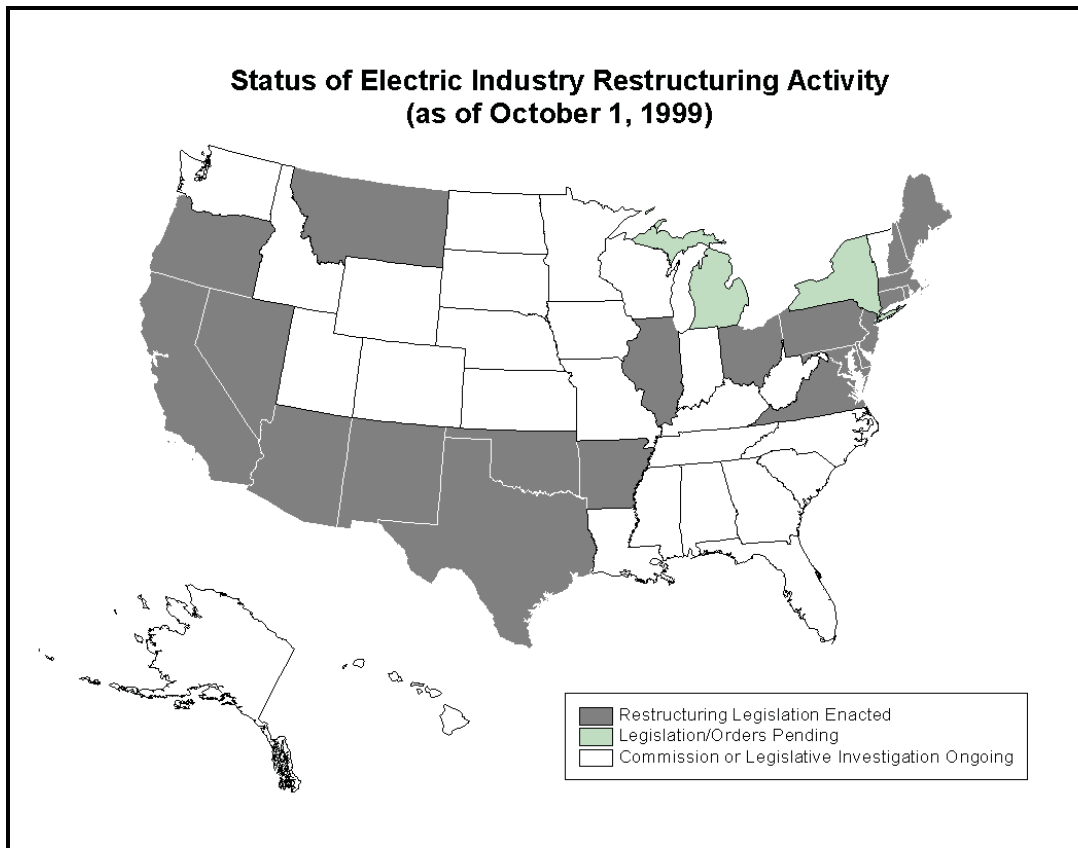 Status of Electric Industry Restructuring Activity
(as of October 1, 1999)
Restructuring Legislation Enacted
Legislation/Orders Pending
Commission or Legislative Investigation Ongoing